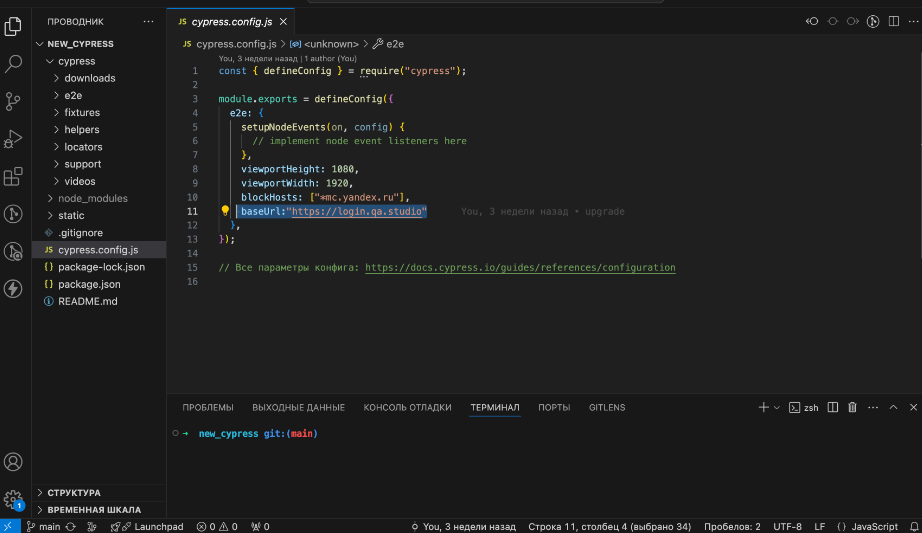 ПРОВОДНИК
NEW_CYPRESS
cypress
downloads
e2e
fixtures
helpers
locators
support
videos
node_modules
static
.gitignore
JS cypress.config.js
{} package-lock.json
{} package.json
README.md
СТРУКТУРА
ВРЕМЕННАЯ ШКАЛА
JS cypress.config.js
JS cypress.config.js > <unknown> > e2e
You, 3 недели назад | 1 author (You)
1 const { defineConfig } = require("cypress");
2
3 module.exports = defineConfig({
4 e2e: {
5 setupNodeEvents(on, config) {
6 // implement node event listeners here
7 },
8 viewportHeight: 1080,
9 viewportWidth: 1920,
10 blockHosts: ["*mc.yandex.ru"],
11 baseUrl:"https://login.qa.studio" You, 3 недели назад • upgrade
12 },
13 });
14
15 // Все параметры конфига: https://docs.cypress.io/guides/references/configuration
16
ПРОБЛЕМЫ ВЫХОДНЫЕ ДАННЫЕ КОНСОЛЬ ОТЛАДКИ ТЕРМИНАЛ ПОРТЫ GITLENS zsh
→ new_cypress git:(main)
1
main Launchpad 0 0 0 You, 3 недели назад Строка 11, столбец 4 (выбрано 34) Пробелов: 2 UTF-8 LF {} JavaScript